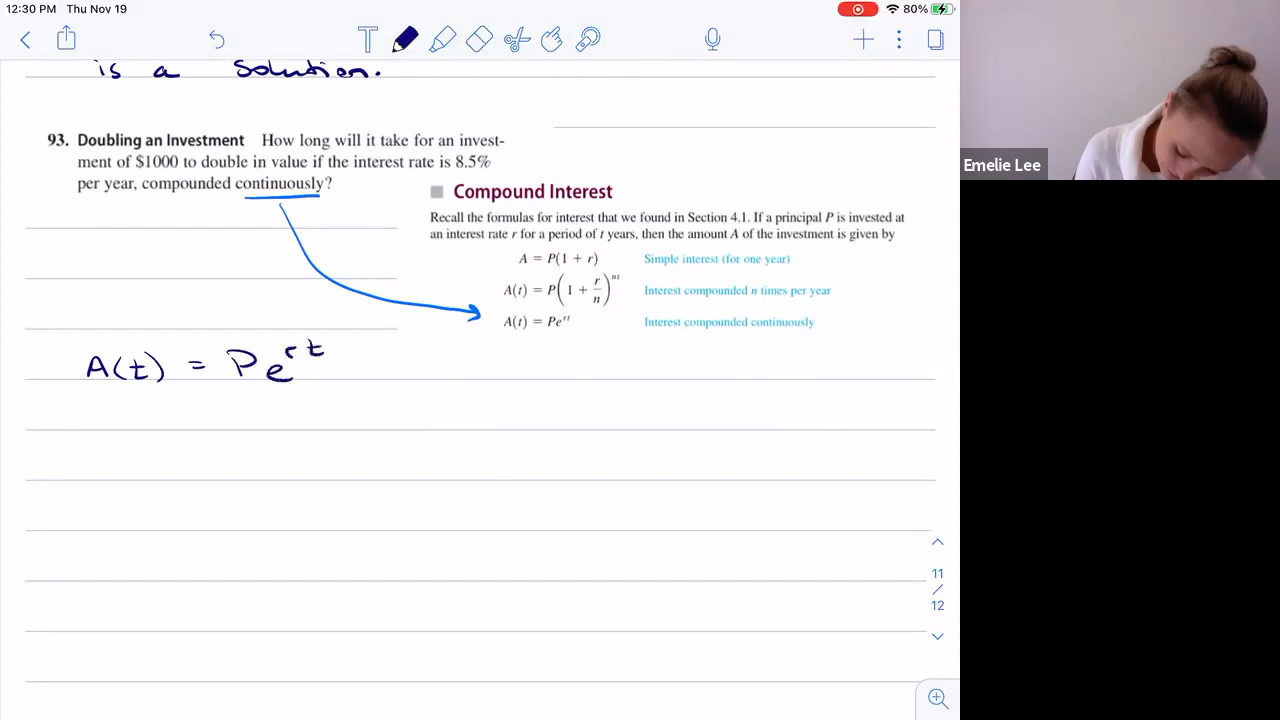 12:30 PM Thu Nov 19
80%
is a solution.
93. Doubling an Investment How long will it take for an invest-
ment of $1000 to double in value if the interest rate is 8.5%
per year, compounded continuously?
Emelie Lee
Compound Interest
Recall the formulas for interest that we found in Section 4.1. If a principal P is invested at
an interest rate r for a period of t years, then the amount A of the investment is given by
A = P(1 + r) Simple interest (for one year)
A(t) = P(1 + r/n)^nt Interest compounded n times per year
A(t) = Pe^rt Interest compounded continuously
A(t) = Pe^rt
11
/
12